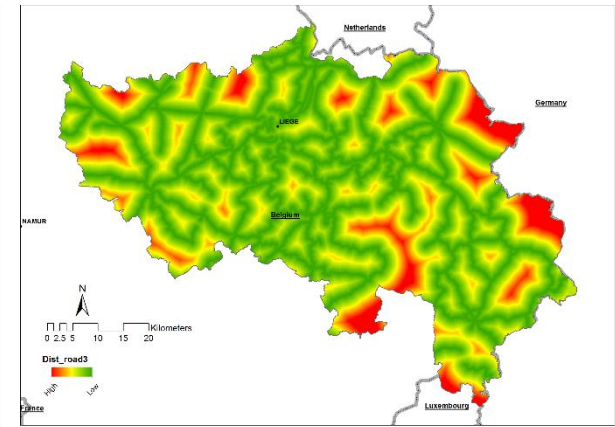 Netherlands
Germany
LIEGE
NAMUR
Belgium
N
0 2.5 5 10 15 20 Kilometers
Dist_road3
High Low
France
Luxembourg